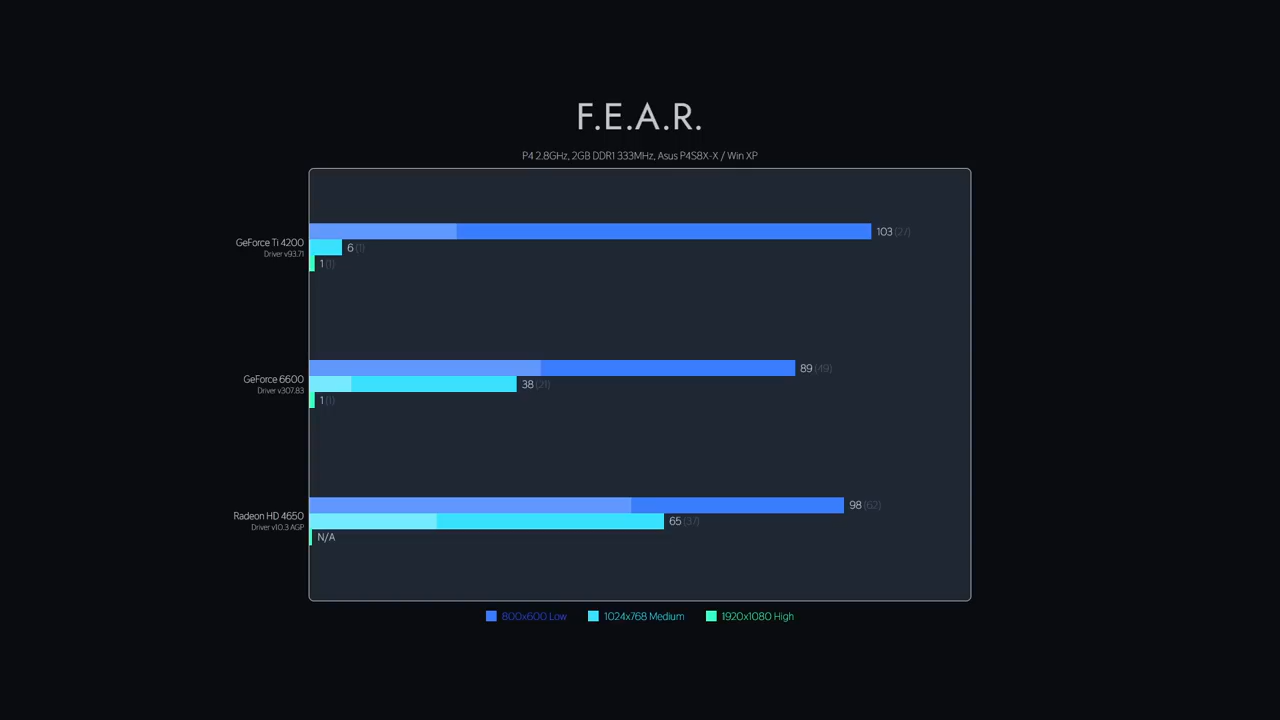 F.E.A.R.
P4 2.8GHz, 2GB DDR1 333MHz, Asus P4S8X-X / Win XP
GeForce Ti 4200
Driver v93.71
103 (27)
6 (1)
1 (1)
GeForce 6600
Driver v307.83
89 (49)
38 (21)
1 (1)
Radeon HD 4650
Driver v10.3 AGP
98 (62)
65 (37)
N/A
800x600 Low 1024x768 Medium 1920x1080 High